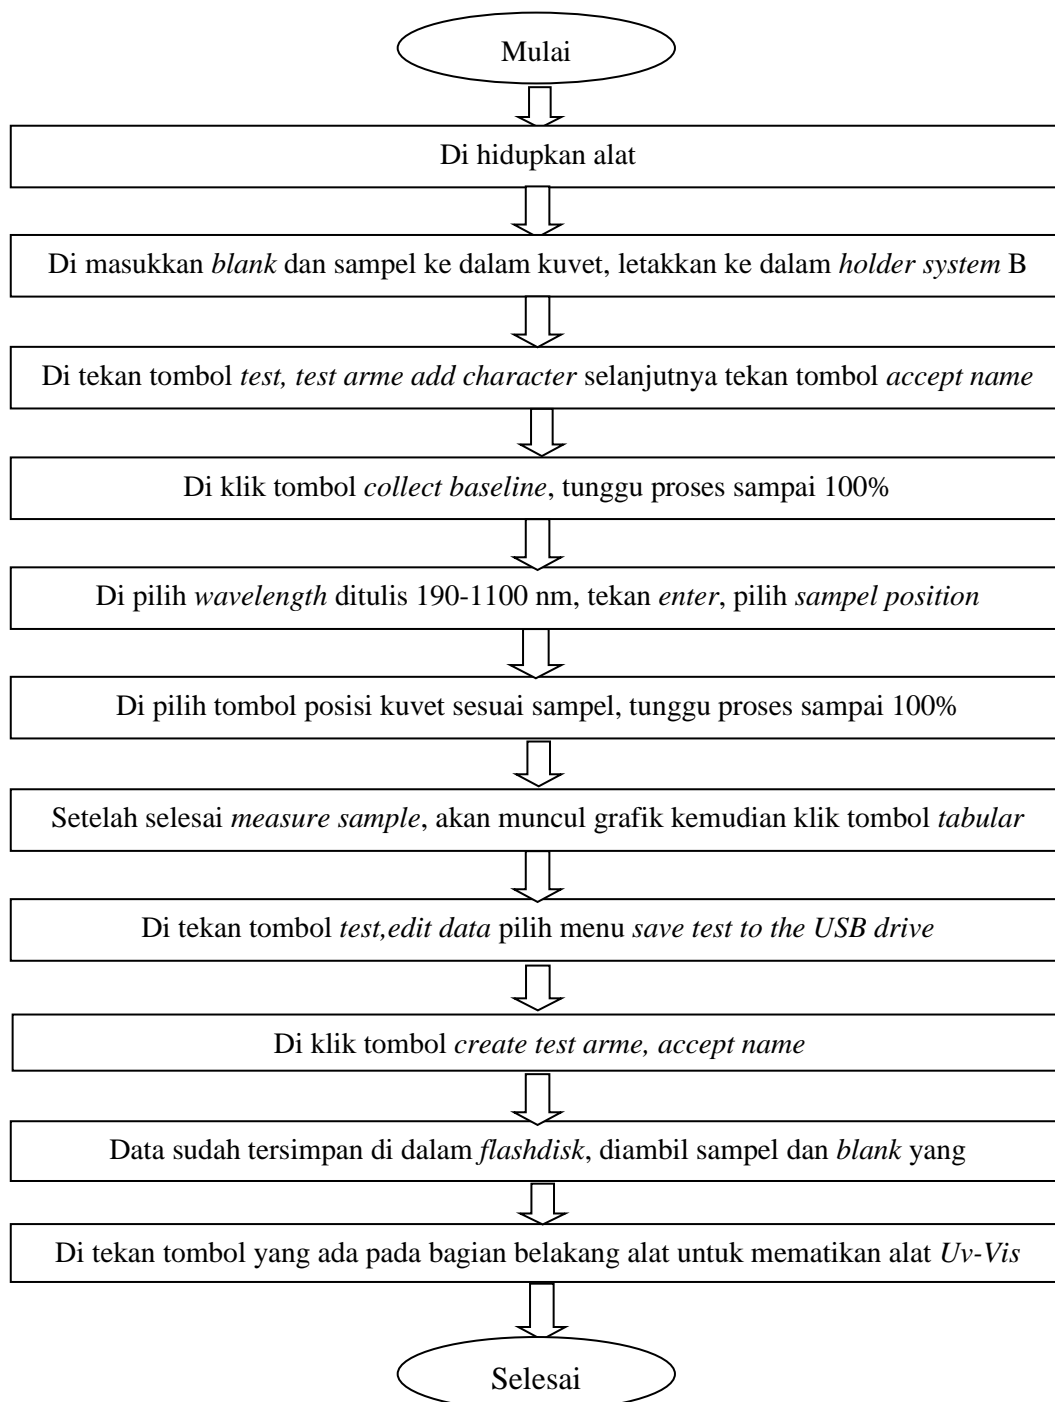 Mulai
Di hidupkan alat
Di masukkan blank dan sampel ke dalam kuvet, letakkan ke dalam holder system B
Di tekan tombol test, test arme add character selanjutnya tekan tombol accept name
Di klik tombol collect baseline, tunggu proses sampai 100%
Di pilih wavelength ditulis 190-1100 nm, tekan enter, pilih sampel position
Di pilih tombol posisi kuvet sesuai sampel, tunggu proses sampai 100%
Setelah selesai measure sample, akan muncul grafik kemudian klik tombol tabular
Di tekan tombol test,edit data pilih menu save test to the USB drive
Di klik tombol create test arme, accept name
Data sudah tersimpan di dalam flashdisk, diambil sampel dan blank yang
Di tekan tombol yang ada pada bagian belakang alat untuk mematikan alat Uv-Vis
Selesai